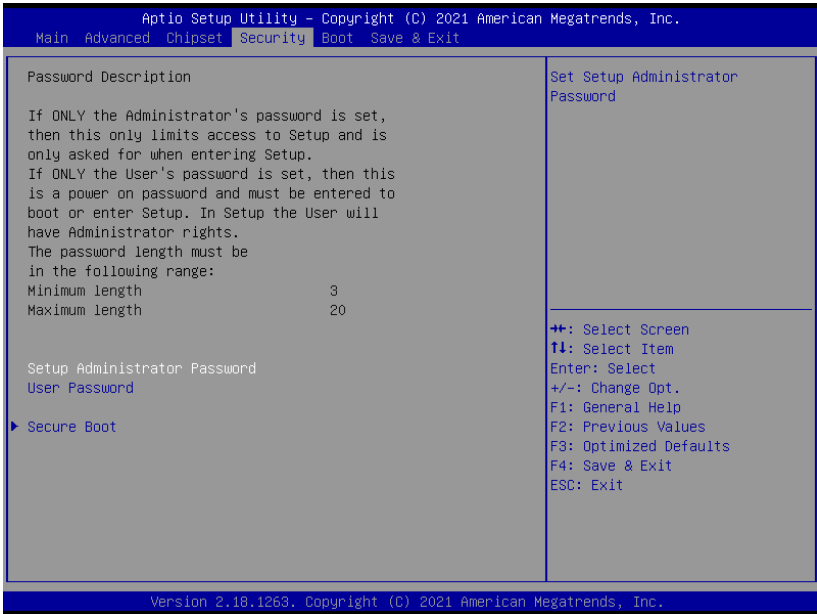 Aptio Setup Utility – Copyright (C) 2021 American Megatrends, Inc.
Main Advanced Chipset Security Boot Save & Exit
Password Description
If ONLY the Administrator's password is set,
then this only limits access to Setup and is
only asked for when entering Setup.
If ONLY the User's password is set, then this
is a power on password and must be entered to
boot or enter Setup. In Setup the User will
have Administrator rights.
The password length must be
in the following range:
Minimum length 3
Maximum length 20
Setup Administrator Password
User Password
Secure Boot
Set Setup Administrator
Password
→←: Select Screen
↑↓: Select Item
Enter: Select
+/-: Change Opt.
F1: General Help
F2: Previous Values
F3: Optimized Defaults
F4: Save & Exit
ESC: Exit
Version 2.18.1263. Copyright (C) 2021 American Megatrends, Inc.